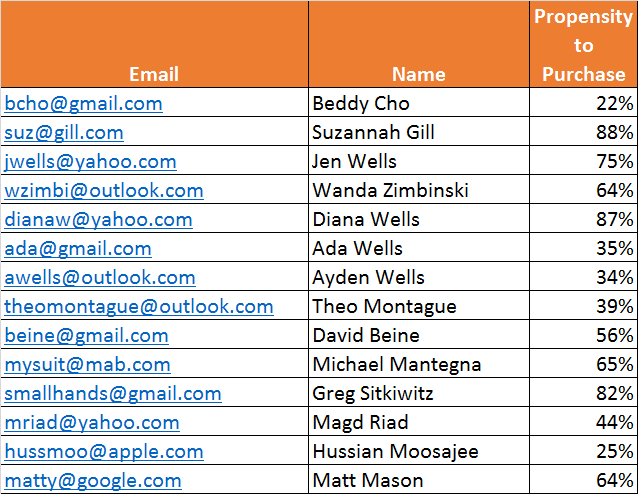 Email Name Propensity to Purchase
bcho@gmail.com Beddy Cho 22%
suz@gill.com Suzannah Gill 88%
jwells@yahoo.com Jen Wells 75%
wzimbi@outlook.com Wanda Zimbinski 64%
dianaw@yahoo.com Diana Wells 87%
ada@gmail.com Ada Wells 35%
awells@outlook.com Ayden Wells 34%
theomontague@outlook.com Theo Montague 39%
beine@gmail.com David Beine 56%
mysuit@mab.com Michael Mantegna 65%
smallhands@gmail.com Greg Sitkiwitz 82%
mriad@yahoo.com Magd Riad 44%
hussmoo@apple.com Hussian Moosajee 25%
matty@google.com Matt Mason 64%